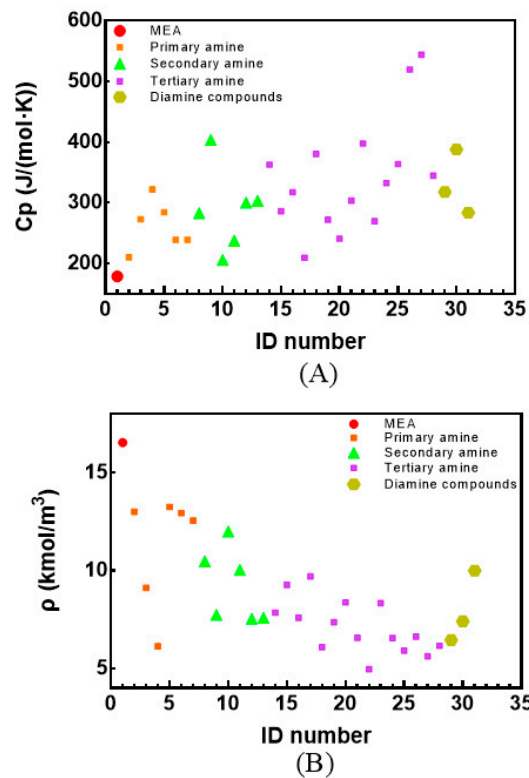 600
500
400
300
200
Cp (J/(mol·K))
MEA
Primary amine
Secondary amine
Tertiary amine
Diamine compounds
0 5 10 15 20 25 30 35
ID number
(A)
15
10
5
ρ (kmol/m³)
MEA
Primary amine
Secondary amine
Tertiary amine
Diamine compounds
0 5 10 15 20 25 30 35
ID number
(B)